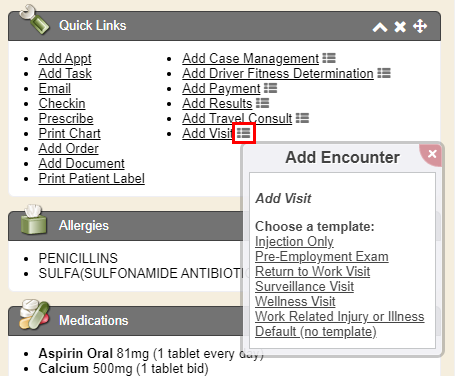 Quick Links
Add Appt
Add Task
Email
Checkin
Prescribe
Print Chart
Add Order
Add Document
Print Patient Label
Add Case Management
Add Driver Fitness Determination
Add Payment
Add Results
Add Travel Consult
Add Visit
Add Encounter
Add Visit
Choose a template:
Injection Only
Pre-Employment Exam
Return to Work Visit
Surveillance Visit
Wellness Visit
Work Related Injury or Illness
Default (no template)
Allergies
PENICILLINS
SULFA(SULFONAMIDE ANTIBIOTI
Medications
Aspirin Oral 81mg (1 tablet every day)
Calcium 500mg (1 tablet bid)